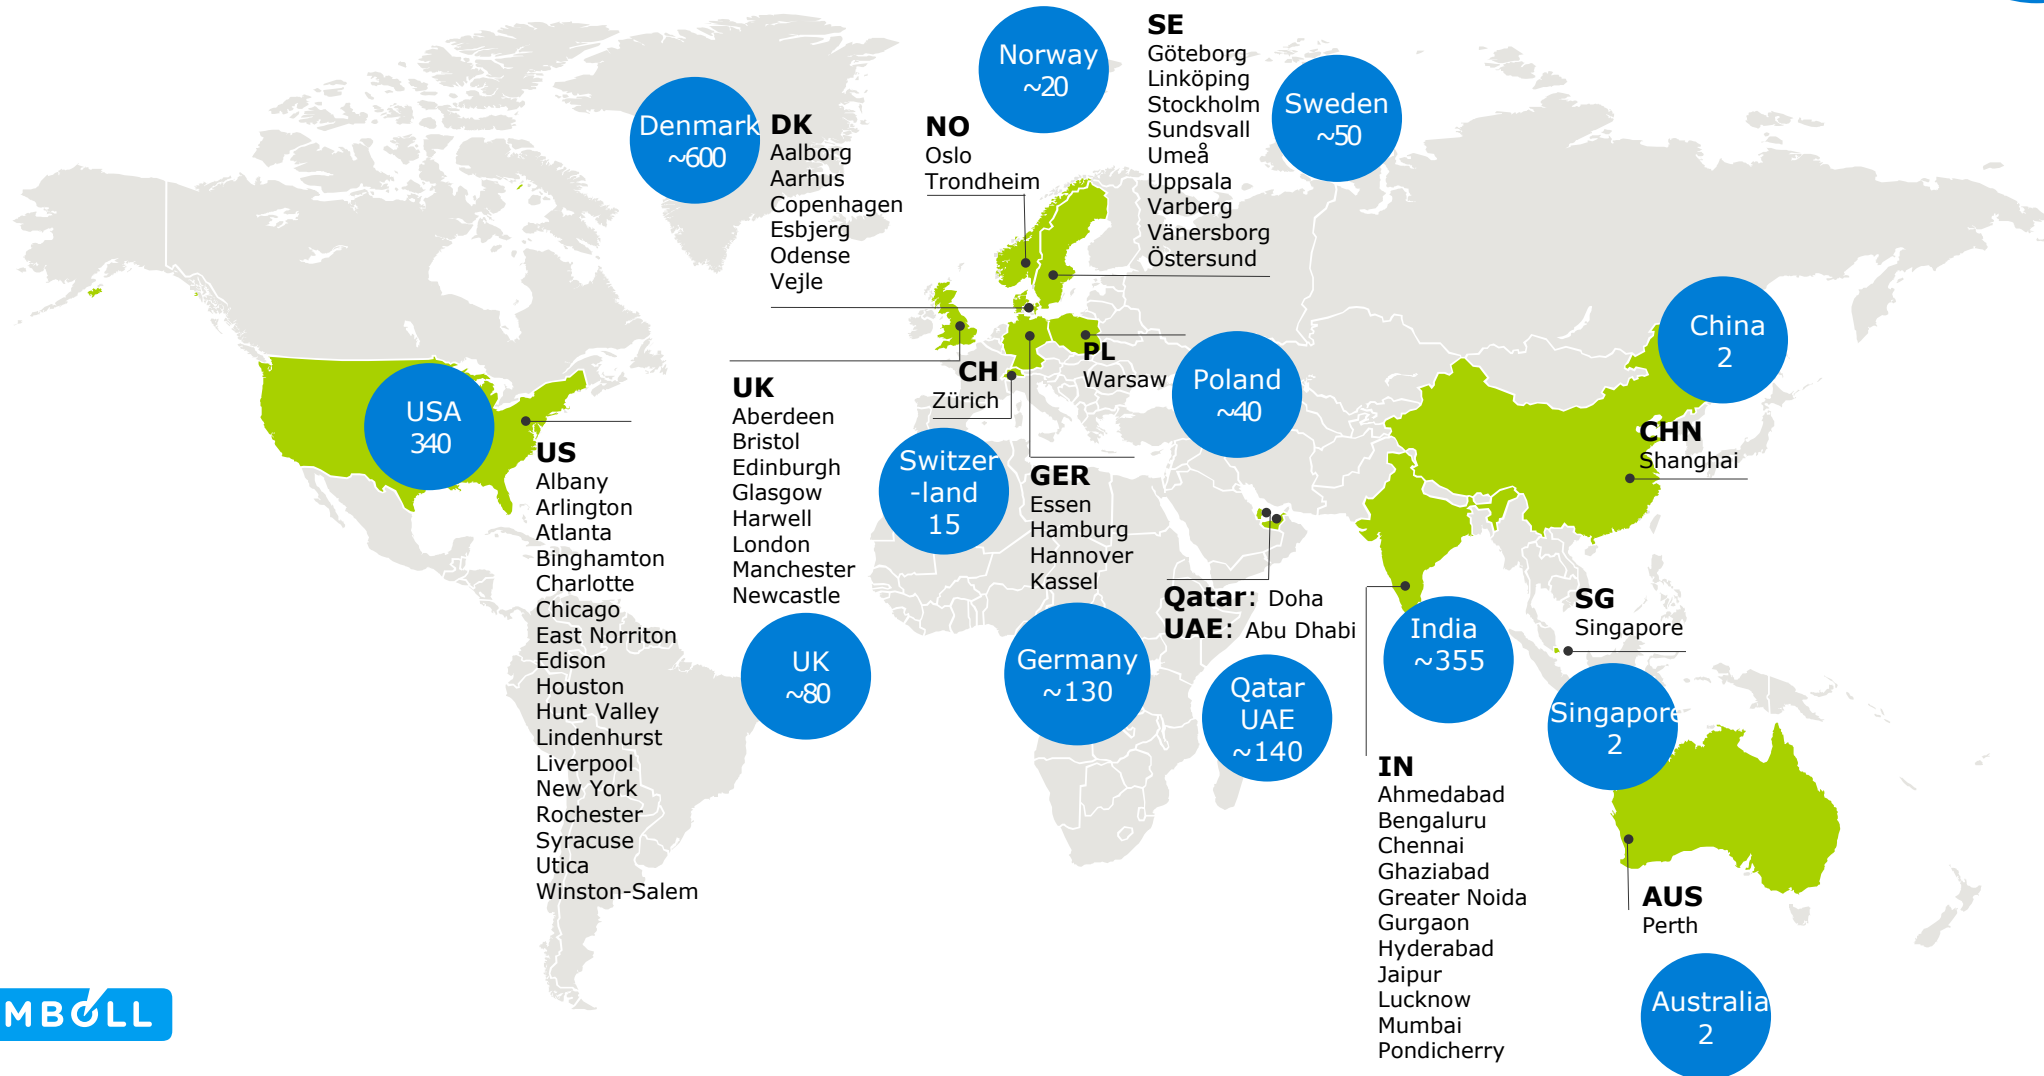 Norway
~20
SE
Göteborg
Linköping
Stockholm
Sundsvall
Umeå
Uppsala
Varberg
Vänersborg
Östersund
Sweden
~50
Denmark
~600
DK
Aalborg
Aarhus
Copenhagen
Esbjerg
Odense
Vejle
NO
Oslo
Trondheim
China
2
CHN
Shanghai
PL
Warsaw
Poland
~40
CH
Zürich
Switzer
-land
15
USA
340
US
Albany
Arlington
Atlanta
Binghamton
Charlotte
Chicago
East Norriton
Edison
Houston
Hunt Valley
Lindenhurst
Liverpool
New York
Rochester
Syracuse
Utica
Winston-Salem
UK
Aberdeen
Bristol
Edinburgh
Glasgow
Harwell
London
Manchester
Newcastle
UK
~80
GER
Essen
Hamburg
Hannover
Kassel
Germany
~130
Qatar: Doha
UAE: Abu Dhabi
Qatar
UAE
~140
India
~355
IN
Ahmedabad
Bengaluru
Chennai
Ghaziabad
Greater Noida
Gurgaon
Hyderabad
Jaipur
Lucknow
Mumbai
Pondicherry
SG
Singapore
Singapore
2
AUS
Perth
Australia
2
MBOLL